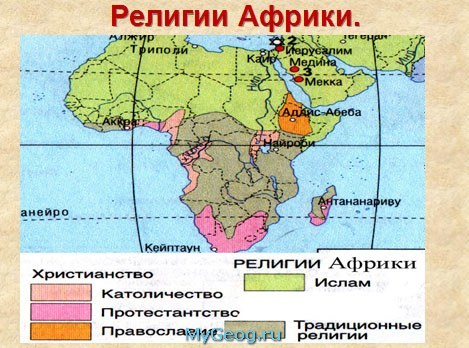 Религии Африки.
Алжир
Триполи
Тегеран
Каир
2
Иерусалим
Медина
3
Мекка
Нил
Аддис-Абеба
Аккра
Найроби
Антананариву
анейро
Кейптаун
РЕЛИГИИ Африки
Христианство
Ислам
Католичество
Протестантство
Православие
Традиционные
религии
MyGeog.ru